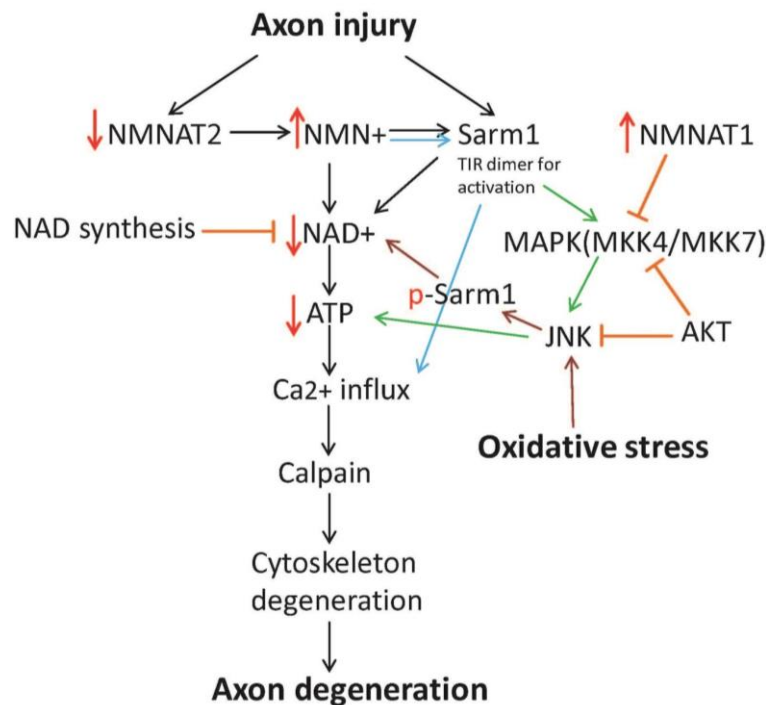 Axon injury
NMNAT2
NMN+
Sarm1
NMNAT1
TIR dimer for
activation
NAD synthesis
NAD+
MAPK(MKK4/MKK7)
p-Sarm1
ATP
JNK
AKT
Ca2+ influx
Oxidative stress
Calpain
Cytoskeleton
degeneration
Axon degeneration